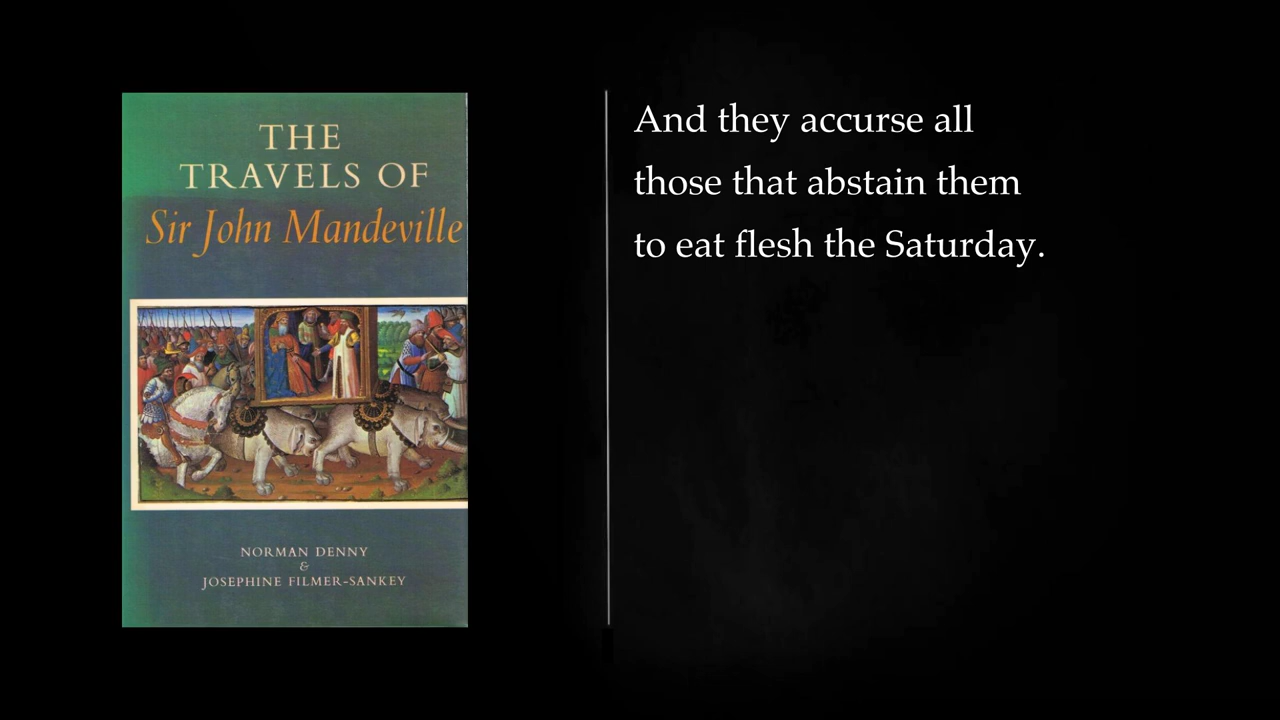 THE
TRAVELS OF
Sir John Mandeville
NORMAN DENNY
&
JOSEPHINE FILMER-SANKEY
And they accurse all
those that abstain them
to eat flesh the Saturday.